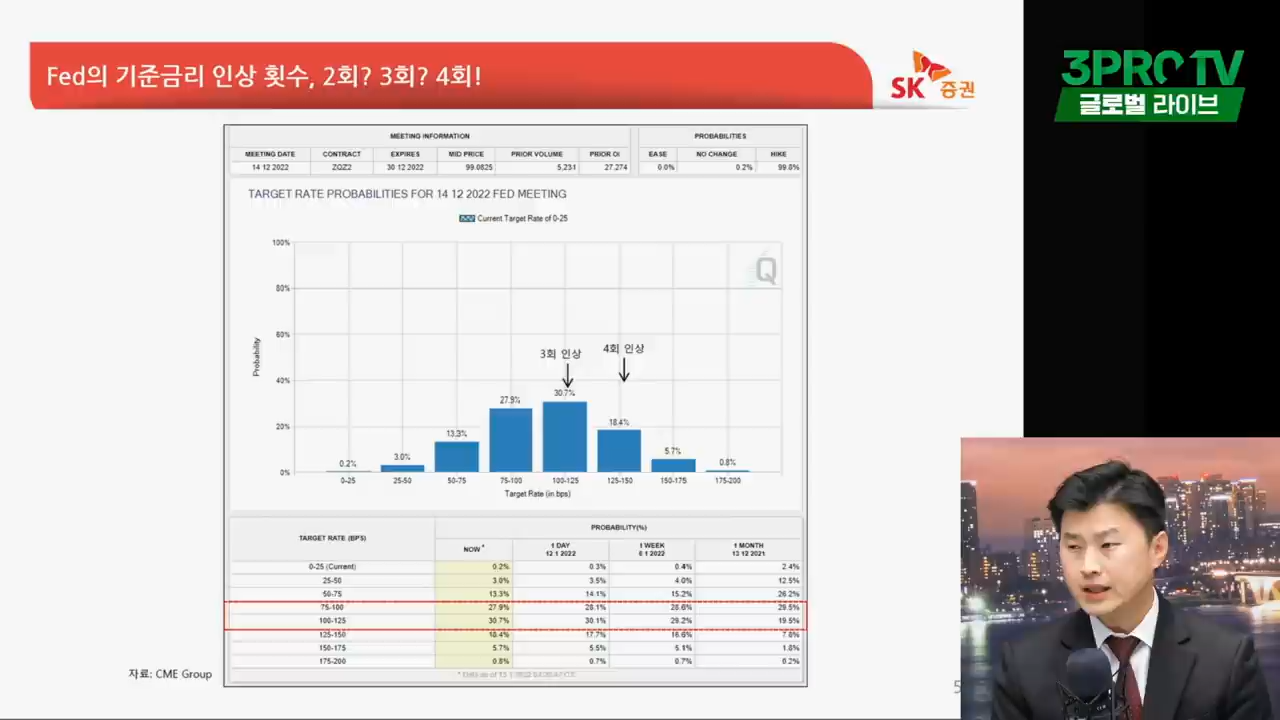 Fed의 기준금리 인상 횟수, 2회? 3회? 4회!
SK 증권
3PRO TV
글로벌 라이브
MEETING INFORMATION
PROBABILITIES
MEETING DATE CONTRACT EXPIRES MID PRICE PRIOR VOLUME PRIOR OI EASE NO CHANGE HIKE
14 12 2022 ZQZ2 30 12 2022 99.0825 5,231 27,274 0.0% 0.2% 99.8%
TARGET RATE PROBABILITIES FOR 14 12 2022 FED MEETING
Current Target Rate of 0-25
100%
80%
60%
40%
20%
0%
Probability
Q
3회 인상
4회 인상
0.2% 3.0% 13.3% 27.9% 30.7% 18.4% 5.7% 0.8%
0-25 25-50 50-75 75-100 100-125 125-150 150-175 175-200
Target Rate (in bps)
TARGET RATE (BPS) PROBABILITY(%)
NOW * 1 DAY 1 WEEK 1 MONTH
12 1 2022 6 1 2022 13 12 2021
0-25 (Current) 0.2% 0.3% 0.4% 2.4%
25-50 3.0% 3.5% 4.0% 12.5%
50-75 13.3% 14.1% 15.2% 26.2%
75-100 27.9% 28.1% 28.6% 29.5%
100-125 30.7% 30.1% 29.2% 19.5%
125-150 18.4% 17.7% 16.6% 7.8%
150-175 5.7% 5.5% 5.1% 1.8%
175-200 0.8% 0.7% 0.7% 0.2%
자료: CME Group
5